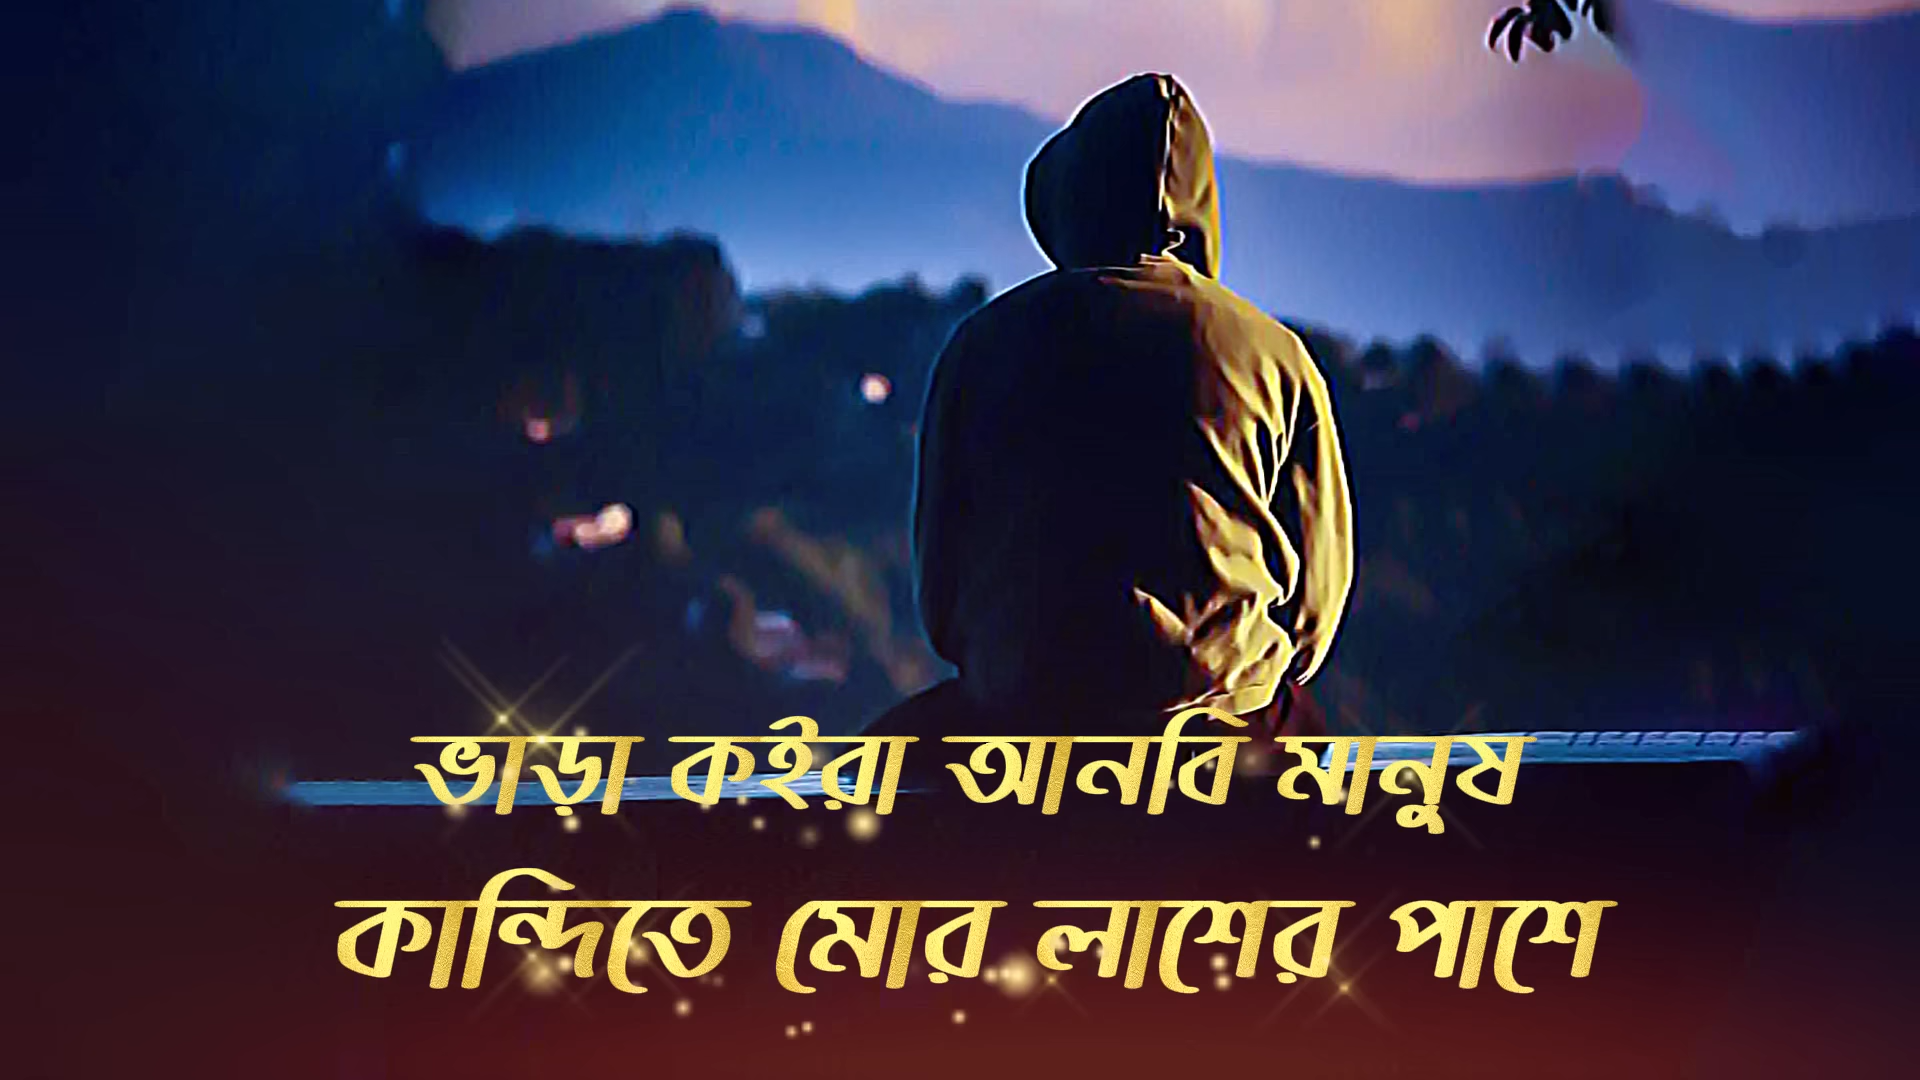 ভাড়া কইরা আনবি মানুষ
কান্দিতে মোর লাশের পাশে